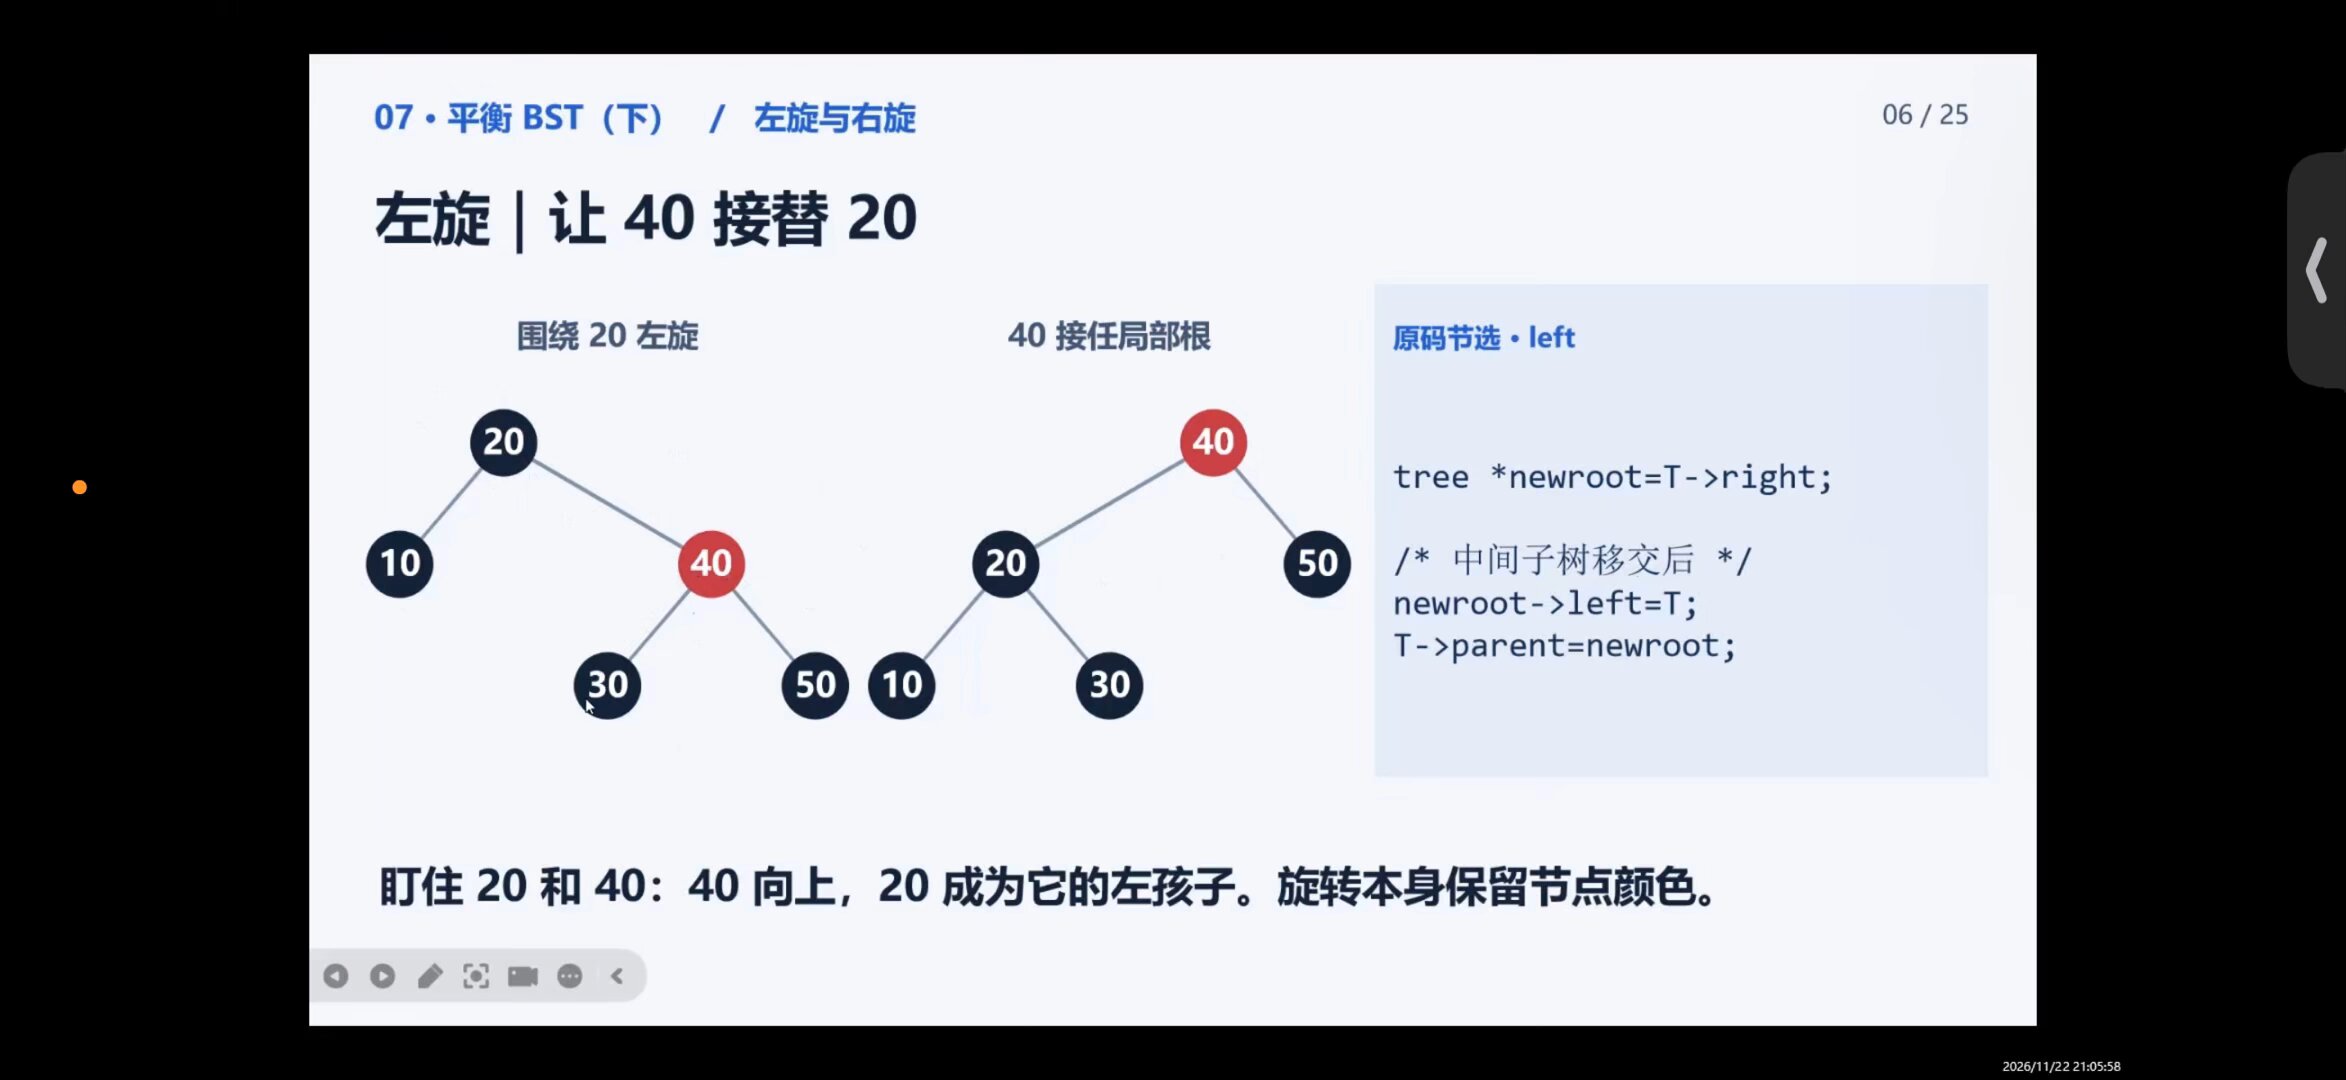 07 • 平衡 BST（下） / 左旋与右旋
06 / 25
左旋 | 让 40 接替 20
围绕 20 左旋
40 接任局部根
原码节选 • left
20
40
10
40
20
50
30
50
10
30
tree *newroot=T->right;
/* 中间子树移交后 */
newroot->left=T;
T->parent=newroot;
盯住 20 和 40：40 向上，20 成为它的左孩子。旋转本身保留节点颜色。
2026/11/22 21:05:58